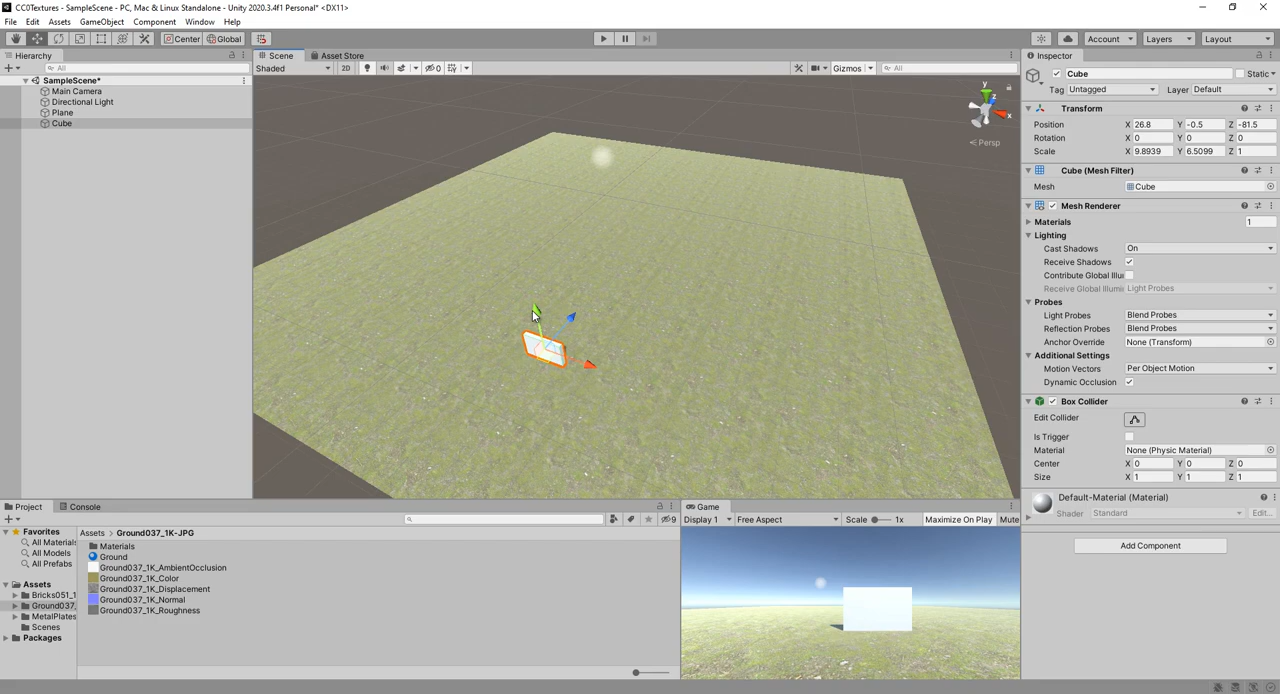 CC0Textures - SampleScene - PC, Mac & Linux Standalone - Unity 2020.3.4f1 Personal* <DX11>
File Edit Assets GameObject Component Window Help
Center Global Account Layers Layout
Hierarchy
All
SampleScene*
Main Camera
Directional Light
Plane
Cube
Scene Asset Store
Shaded 2D 0 Gizmos All
y
z
x
Persp
Inspector
Cube Static
Tag Untagged Layer Default
Transform
Position X 26.8 Y -0.5 Z -81.5
Rotation X 0 Y 0 Z 0
Scale X 9.8939 Y 6.5099 Z 1
Cube (Mesh Filter)
Mesh Cube
Mesh Renderer
Materials 1
Lighting
Cast Shadows On
Receive Shadows
Contribute Global Illu
Receive Global Illumi Light Probes
Probes
Light Probes Blend Probes
Reflection Probes Blend Probes
Anchor Override None (Transform)
Additional Settings
Motion Vectors Per Object Motion
Dynamic Occlusion
Box Collider
Edit Collider
Is Trigger
Material None (Physic Material)
Center X 0 Y 0 Z 0
Size X 1 Y 1 Z 1
Default-Material (Material)
Shader Standard Edit...
Add Component
Project Console
9
Favorites
All Material
All Models
All Prefabs
Assets
Bricks051_1
Ground037_
MetalPlates
Scenes
Packages
Assets > Ground037_1K-JPG
Materials
Ground
Ground037_1K_AmbientOcclusion
Ground037_1K_Color
Ground037_1K_Displacement
Ground037_1K_Normal
Ground037_1K_Roughness
Game
Display 1 Free Aspect Scale 1x Maximize On Play Mute